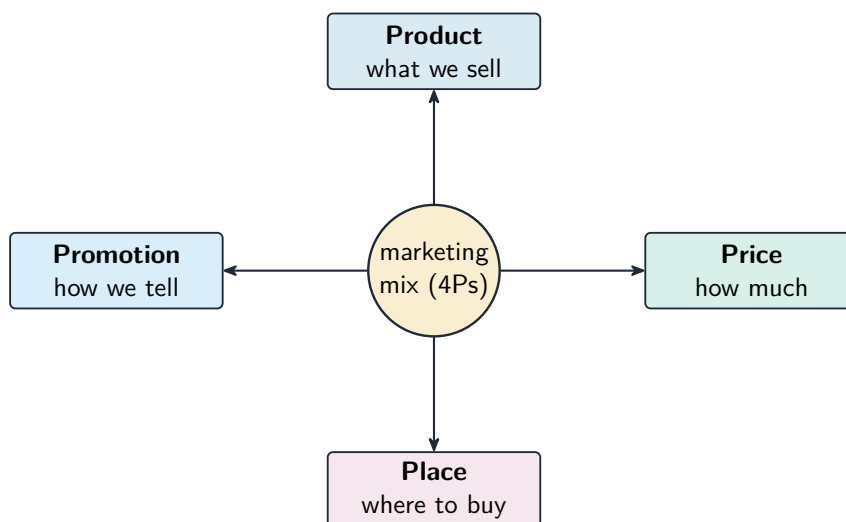 Product
what we sell
Promotion
how we tell
marketing
mix (4Ps)
Price
how much
Place
where to buy